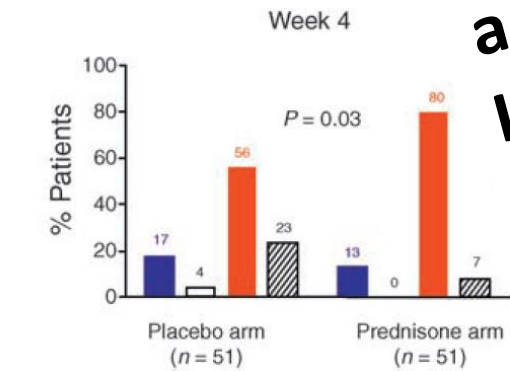 Week 4
a
% Patients
100
80
60
40
20
0
P = 0.03
17
4
56
23
13
0
80
7
Placebo arm
(n = 51)
Prednisone arm
(n = 51)